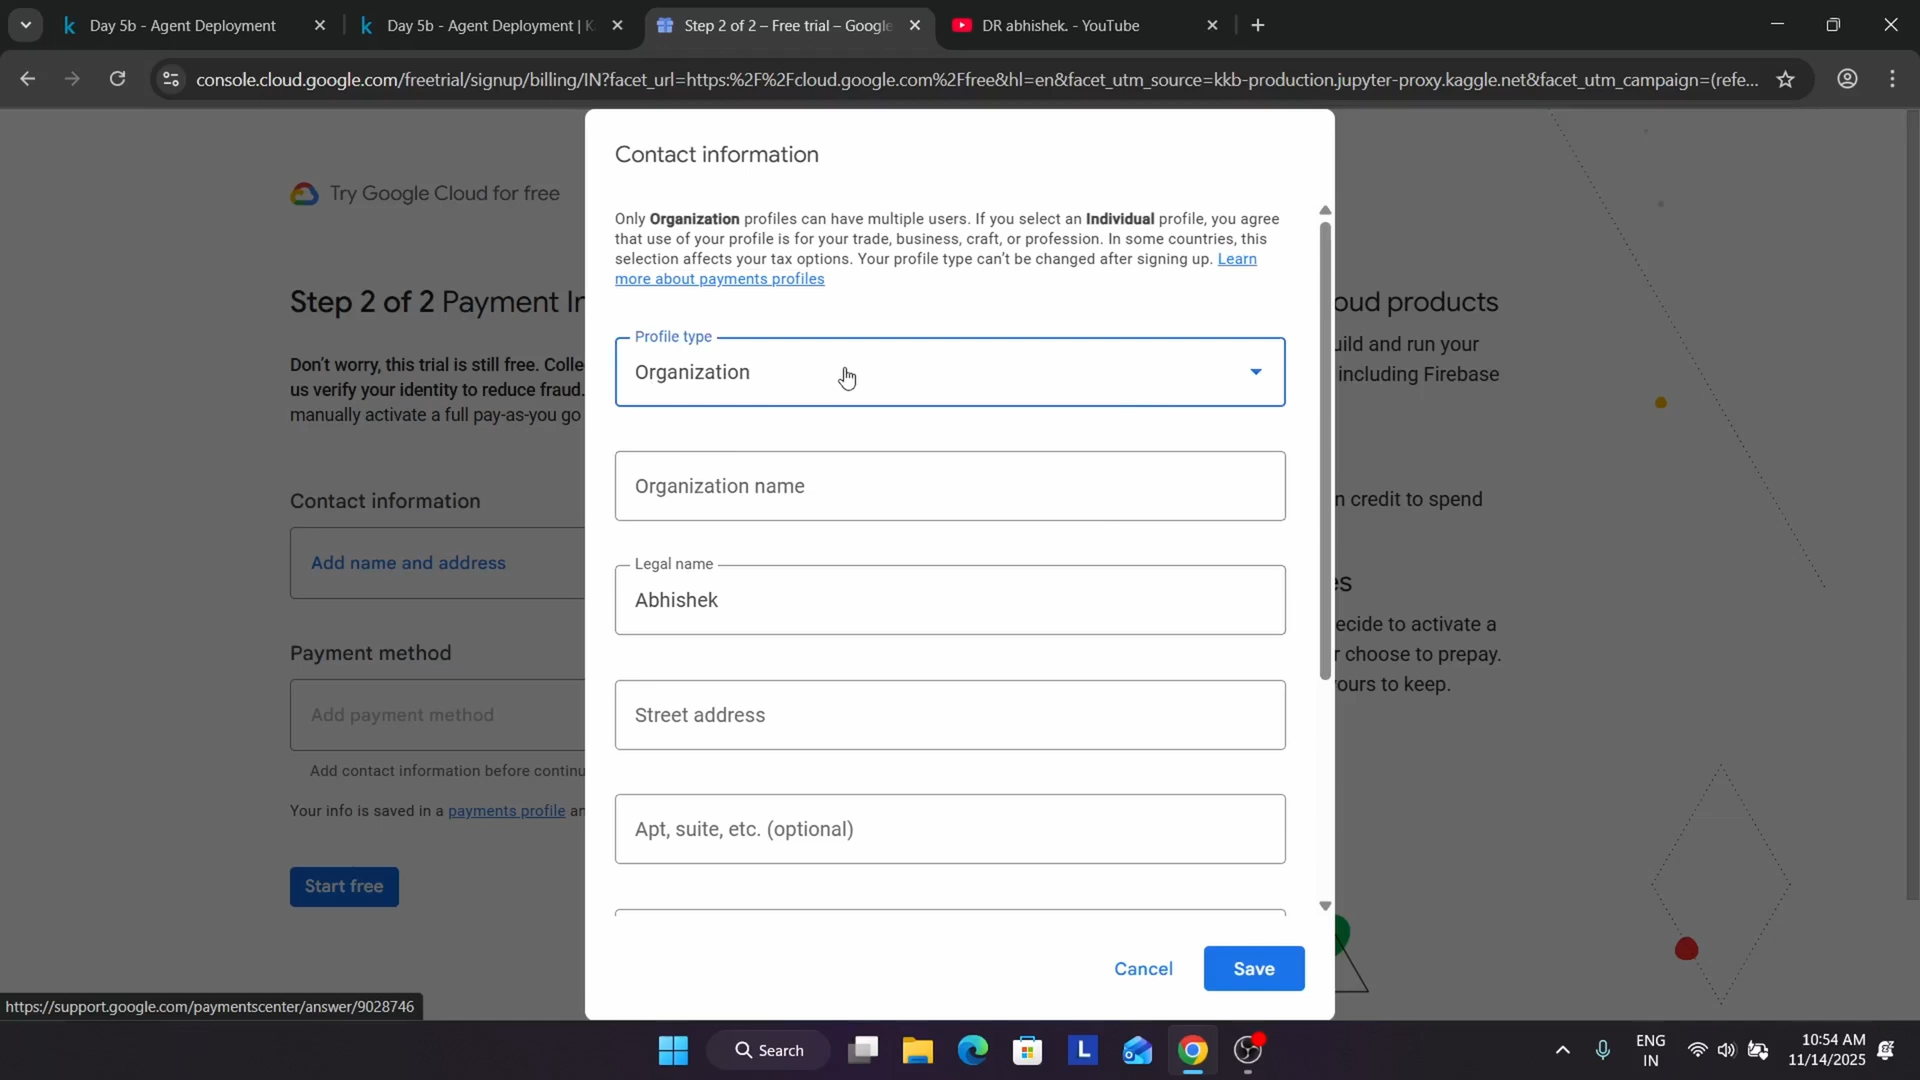 Day 5b - Agent Deployment
Day 5b - Agent Deployment | K
Step 2 of 2 – Free trial – Google
DR abhishek. - YouTube
console.cloud.google.com/freetrial/signup/billing/IN?facet_url=https:%2F%2Fcloud.google.com%2Ffree&hl=en&facet_utm_source=kkb-production.jupyter-proxy.kaggle.net&facet_utm_campaign=(refe...
Try Google Cloud for free
Step 2 of 2 Payment In
Don't worry, this trial is still free. Colle
us verify your identity to reduce fraud.
manually activate a full pay-as-you go
Contact information
Add name and address
Payment method
Add payment method
Add contact information before continu
Your info is saved in a payments profile an
Start free
Contact information
Only Organization profiles can have multiple users. If you select an Individual profile, you agree
that use of your profile is for your trade, business, craft, or profession. In some countries, this
selection affects your tax options. Your profile type can't be changed after signing up. Learn
more about payments profiles
Profile type
Organization
Organization name
Legal name
Abhishek
Street address
Apt, suite, etc. (optional)
Cancel
Save
oud products
uild and run your
including Firebase
n credit to spend
es
ecide to activate a
r choose to prepay.
ours to keep.
https://support.google.com/paymentscenter/answer/9028746
Search
L
ENG
IN
10:54 AM
11/14/2025